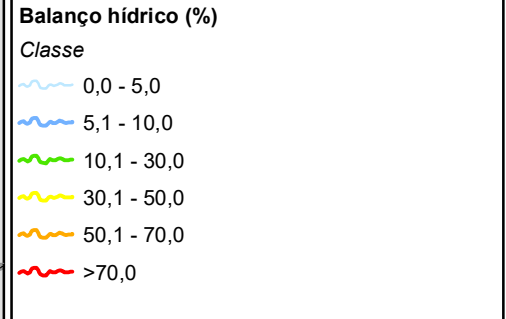 Balanço hídrico (%)
Classe
0,0 - 5,0
5,1 - 10,0
10,1 - 30,0
30,1 - 50,0
50,1 - 70,0
>70,0